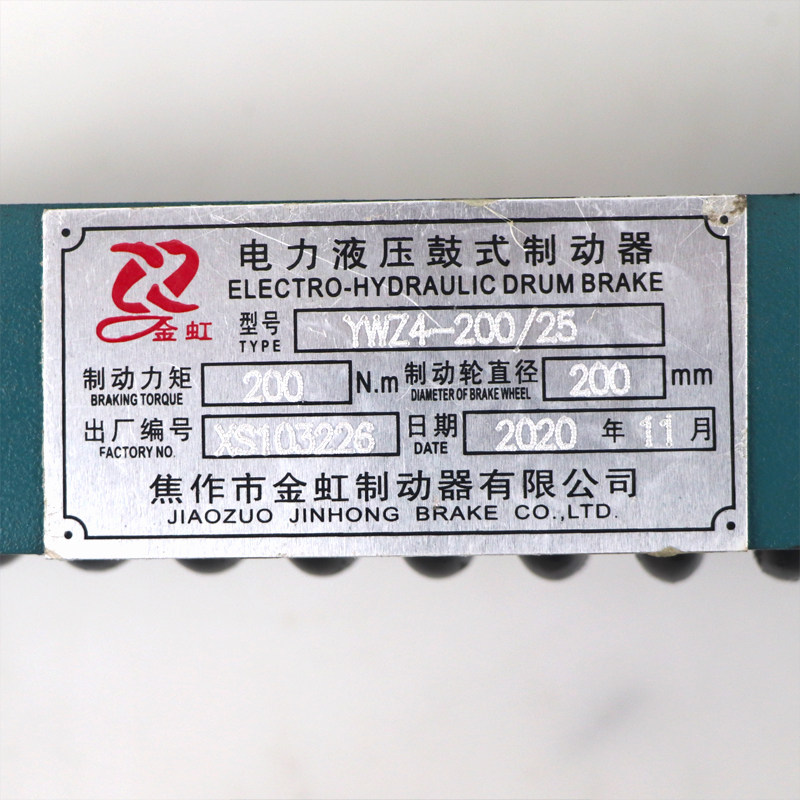 金虹
电力液压鼓式制动器
ELECTRO-HYDRAULIC DRUM BRAKE
型号 YWZ4-200/25
TYPE
制动力矩 200 N.m 制动轮直径 200 mm
BRAKING TORQUE DIAMETER OF BRAKE WHEEL
出厂编号 XS103226 日期 2020 年 11 月
FACTORY NO. DATE
焦作市金虹制动器有限公司
JIAOZUO JINHONG BRAKE CO.,LTD.